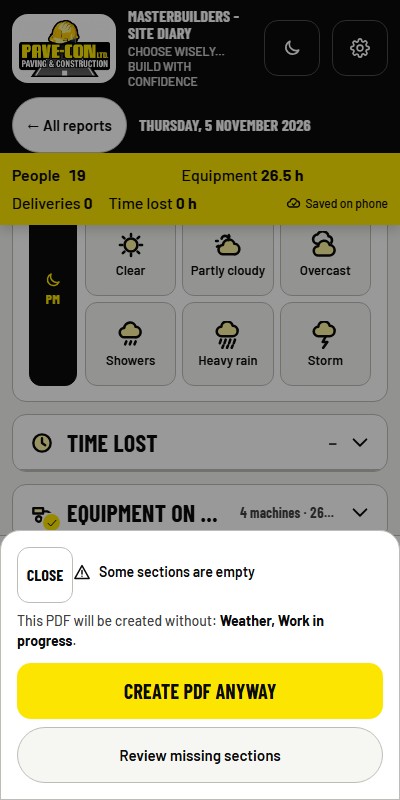 PAVE-CON LTD.
PAVING & CONSTRUCTION
MASTERBUILDERS -
SITE DIARY
CHOOSE WISELY...
BUILD WITH
CONFIDENCE
← All reports
THURSDAY, 5 NOVEMBER 2026
People 19
Equipment 26.5 h
Deliveries 0
Time lost 0 h
Saved on phone
PM
Clear
Partly cloudy
Overcast
Showers
Heavy rain
Storm
TIME LOST
–
EQUIPMENT ON ...
4 machines · 26...
CLOSE
Some sections are empty
This PDF will be created without: Weather, Work in
progress.
CREATE PDF ANYWAY
Review missing sections